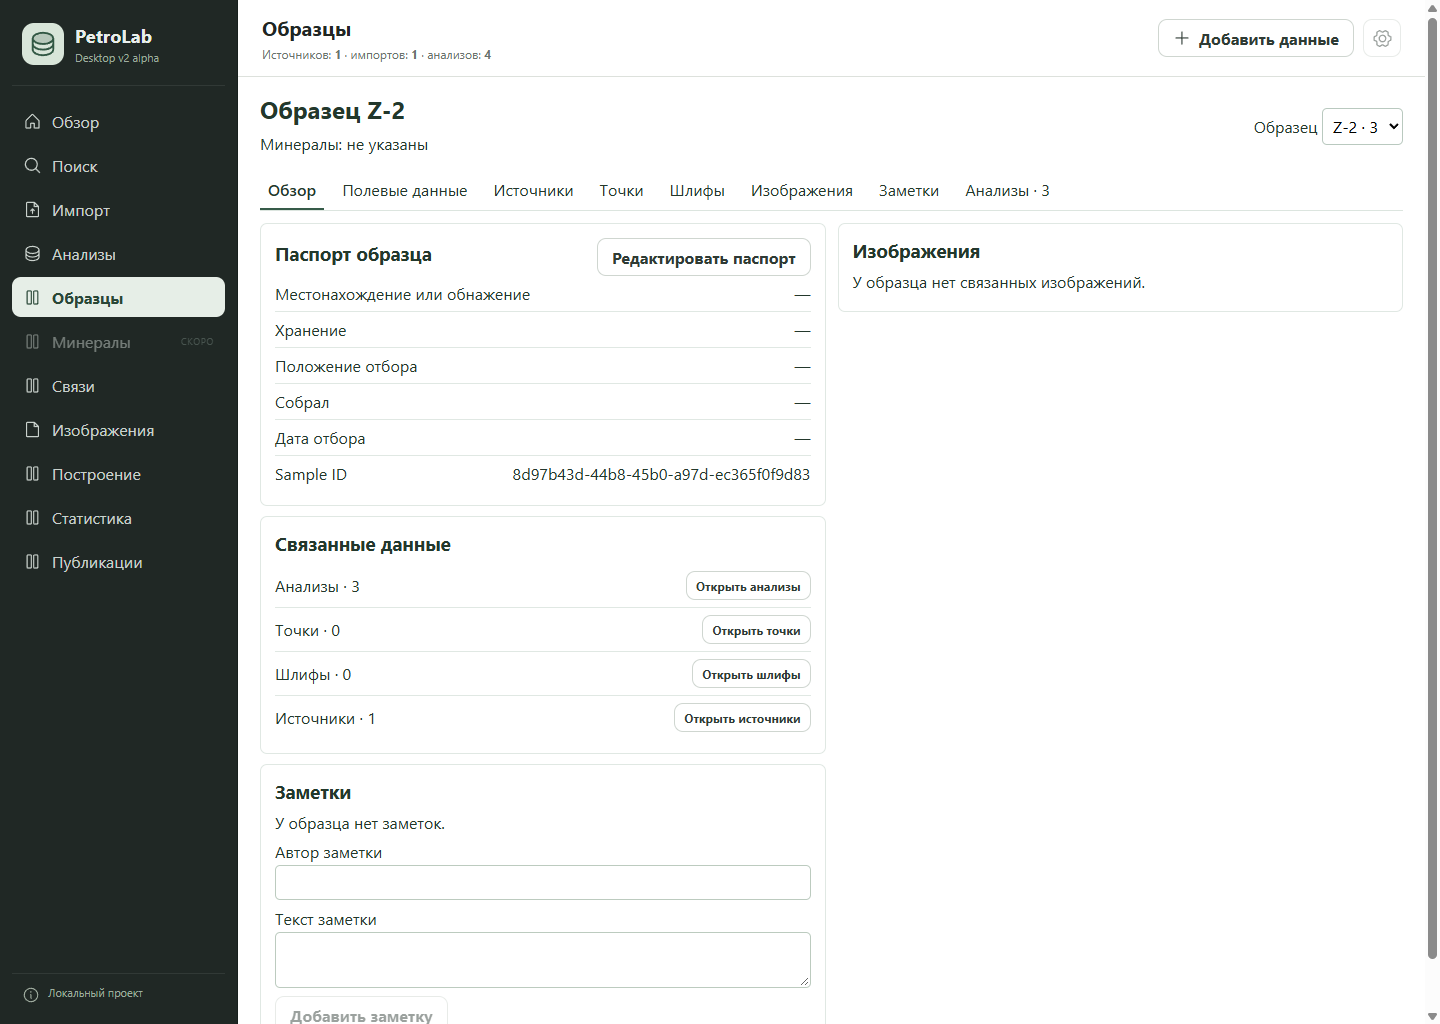 PetroLab
Desktop v2 alpha
Обзор
Поиск
Импорт
Анализы
Образцы
Минералы СКОРО
Связи
Изображения
Построение
Статистика
Публикации
Локальный проект
Образцы
Источников: 1 · импортов: 1 · анализов: 4
Добавить данные
Образец Z-2
Минералы: не указаны
Образец Z-2 · 3
Обзор Полевые данные Источники Точки Шлифы Изображения Заметки Анализы · 3
Паспорт образца Редактировать паспорт
Местонахождение или обнажение —
Хранение —
Положение отбора —
Собрал —
Дата отбора —
Sample ID 8d97b43d-44b8-45b0-a97d-ec365f0f9d83
Связанные данные
Анализы · 3 Открыть анализы
Точки · 0 Открыть точки
Шлифы · 0 Открыть шлифы
Источники · 1 Открыть источники
Заметки
У образца нет заметок.
Автор заметки
Текст заметки
Добавить заметку
Изображения
У образца нет связанных изображений.